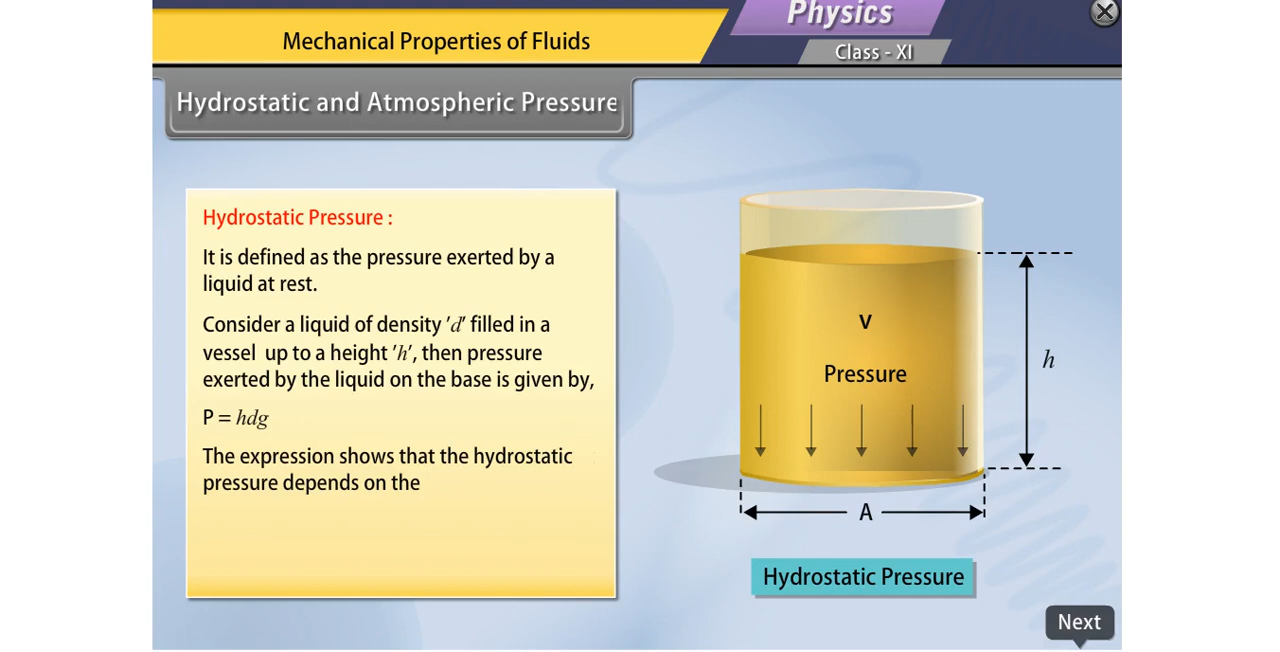 Physics
Mechanical Properties of Fluids
Class - XI
Hydrostatic and Atmospheric Pressure
Hydrostatic Pressure :
It is defined as the pressure exerted by a
liquid at rest.
Consider a liquid of density 'd' filled in a
vessel up to a height 'h', then pressure
exerted by the liquid on the base is given by,
P = hdg
The expression shows that the hydrostatic
pressure depends on the
V
Pressure
h
A
Hydrostatic Pressure
Next